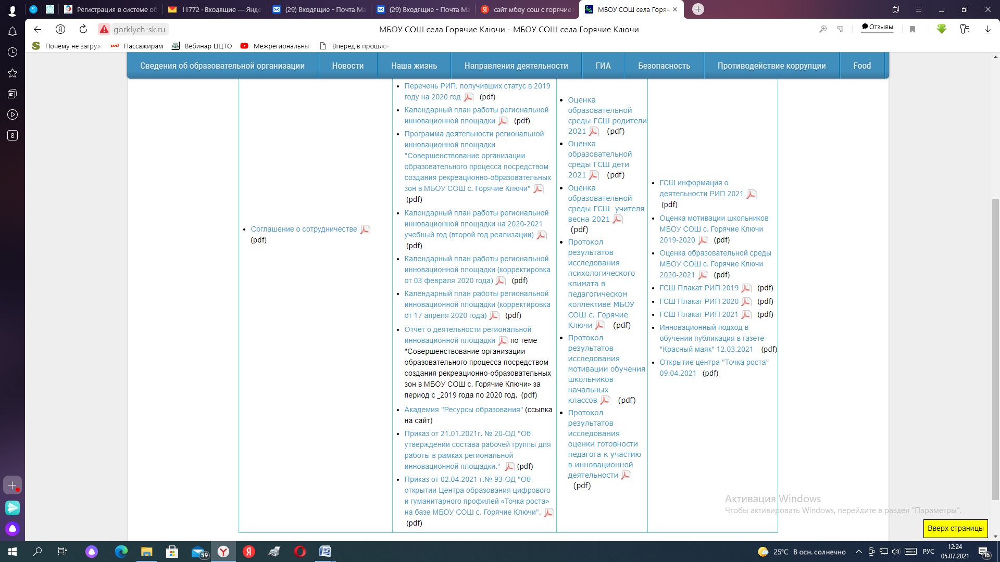 Регистрация в системе об
11772 · Входящие — Янде
(29) Входящие - Почта Ma
(29) Входящие - Почта Ma
сайт мбоу сош с горячие
МБОУ СОШ села Горяч
gorklych-sk.ru
МБОУ СОШ села Горячие Ключи - МБОУ СОШ села Горячие Ключи
Отзывы
Почему не загруж
Пассажирам
Вебинар ЦЦТО
Межрегиональны
Вперед в прошло
8
Сведения об образовательной организации
Новости
Наша жизнь
Направления деятельности
ГИА
Безопасность
Противодействие коррупции
Food
Соглашение о сотрудничестве
(pdf)
Перечень РИП, получивших статус в 2019
году на 2020 год (pdf)
Календарный план работы региональной
инновационной площадки (pdf)
Программа деятельности региональной
инновационной площадки
"Совершенствование организации
образовательного процесса посредством
создания рекреационно-образовательных
зон в МБОУ СОШ с. Горячие Ключи"
(pdf)
Календарный план работы региональной
инновационной площадки на 2020-2021
учебный год (второй год реализации)
(pdf)
Календарный план работы региональной
инновационной площадки (корректировка
от 03 февраля 2020 года) (pdf)
Календарный план работы региональной
инновационной площадки (корректировка
от 17 апреля 2020 года) (pdf)
Отчет о деятельности региональной
инновационной площадки по теме
"Совершенствование организации
образовательного процесса посредством
создания рекреационно-образовательных
зон в МБОУ СОШ с. Горячие Ключи» за
период с _2019 года по 2020 год. (pdf)
Академия "Ресурсы образования" (ссылка
на сайт)
Приказ от 21.01.2021г. № 20-ОД "Об
утверждении состава рабочей группы для
работы в рамках региональной
инновационной площадки." (pdf)
Приказ от 02.04.2021 г.№ 93-ОД "Об
открытии Центра образования цифрового
и гуманитарного профилей «Точка роста»
на базе МБОУ СОШ с. Горячие Ключи".
(pdf)
Оценка
образовательной
среды ГСШ родители
2021 (pdf)
Оценка
образовательной
среды ГСШ дети
2021 (pdf)
Оценка
образовательной
среды ГСШ учителя
весна 2021
(pdf)
Протокол
результатов
исследования
психологического
климата в
педагогическом
коллективе МБОУ
СОШ с. Горячие
Ключи (pdf)
Протокол
результатов
исследования
мотивации обучения
школьников
начальных
классов (pdf)
Протокол
результатов
исследования
оценки готовности
педагога к участию
в инновационной
деятельности
(pdf)
ГСШ информация о
деятельности РИП 2021
(pdf)
Оценка мотивации школьников
МБОУ СОШ с. Горячие Ключи
2019-2020 (pdf)
Оценка образовательной среды
МБОУ СОШ с. Горячие Ключи
2020-2021 (pdf)
ГСШ Плакат РИП 2019 (pdf)
ГСШ Плакат РИП 2020 (pdf)
ГСШ Плакат РИП 2021 (pdf)
Инновационный подход в
обучении публикация в газете
"Красный маяк" 12.03.2021 (pdf)
Открытие центра "Точка роста"
09.04.2021 (pdf)
Активация Windows
Чтобы активировать Windows, перейдите в раздел "Параметры".
Вверх страницы
59
25°C В осн. солнечно
РУС
12:24
05.07.2021
16